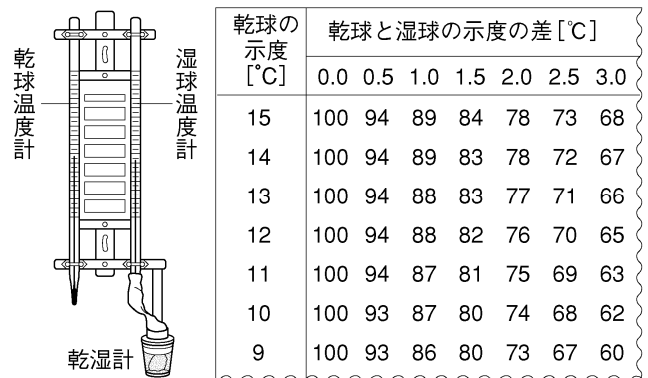 乾球温度計
湿球温度計
乾湿計
乾球の示度[℃] 乾球と湿球の示度の差[℃]
0.0 0.5 1.0 1.5 2.0 2.5 3.0
15 100 94 89 84 78 73 68
14 100 94 89 83 78 72 67
13 100 94 88 83 77 71 66
12 100 94 88 82 76 70 65
11 100 94 87 81 75 69 63
10 100 93 87 80 74 68 62
9 100 93 86 80 73 67 60